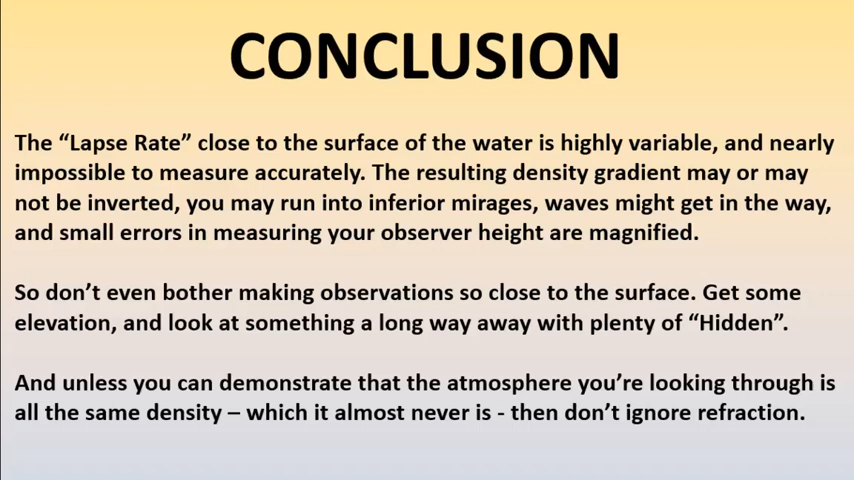 CONCLUSION
The “Lapse Rate” close to the surface of the water is highly variable, and nearly
impossible to measure accurately. The resulting density gradient may or may
not be inverted, you may run into inferior mirages, waves might get in the way,
and small errors in measuring your observer height are magnified.
So don’t even bother making observations so close to the surface. Get some
elevation, and look at something a long way away with plenty of “Hidden”.
And unless you can demonstrate that the atmosphere you’re looking through is
all the same density – which it almost never is - then don’t ignore refraction.